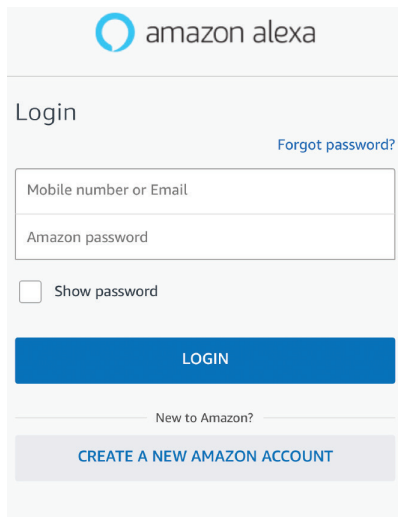 amazon alexa
Login
Forgot password?
Mobile number or Email
Amazon password
Show password
LOGIN
New to Amazon?
CREATE A NEW AMAZON ACCOUNT